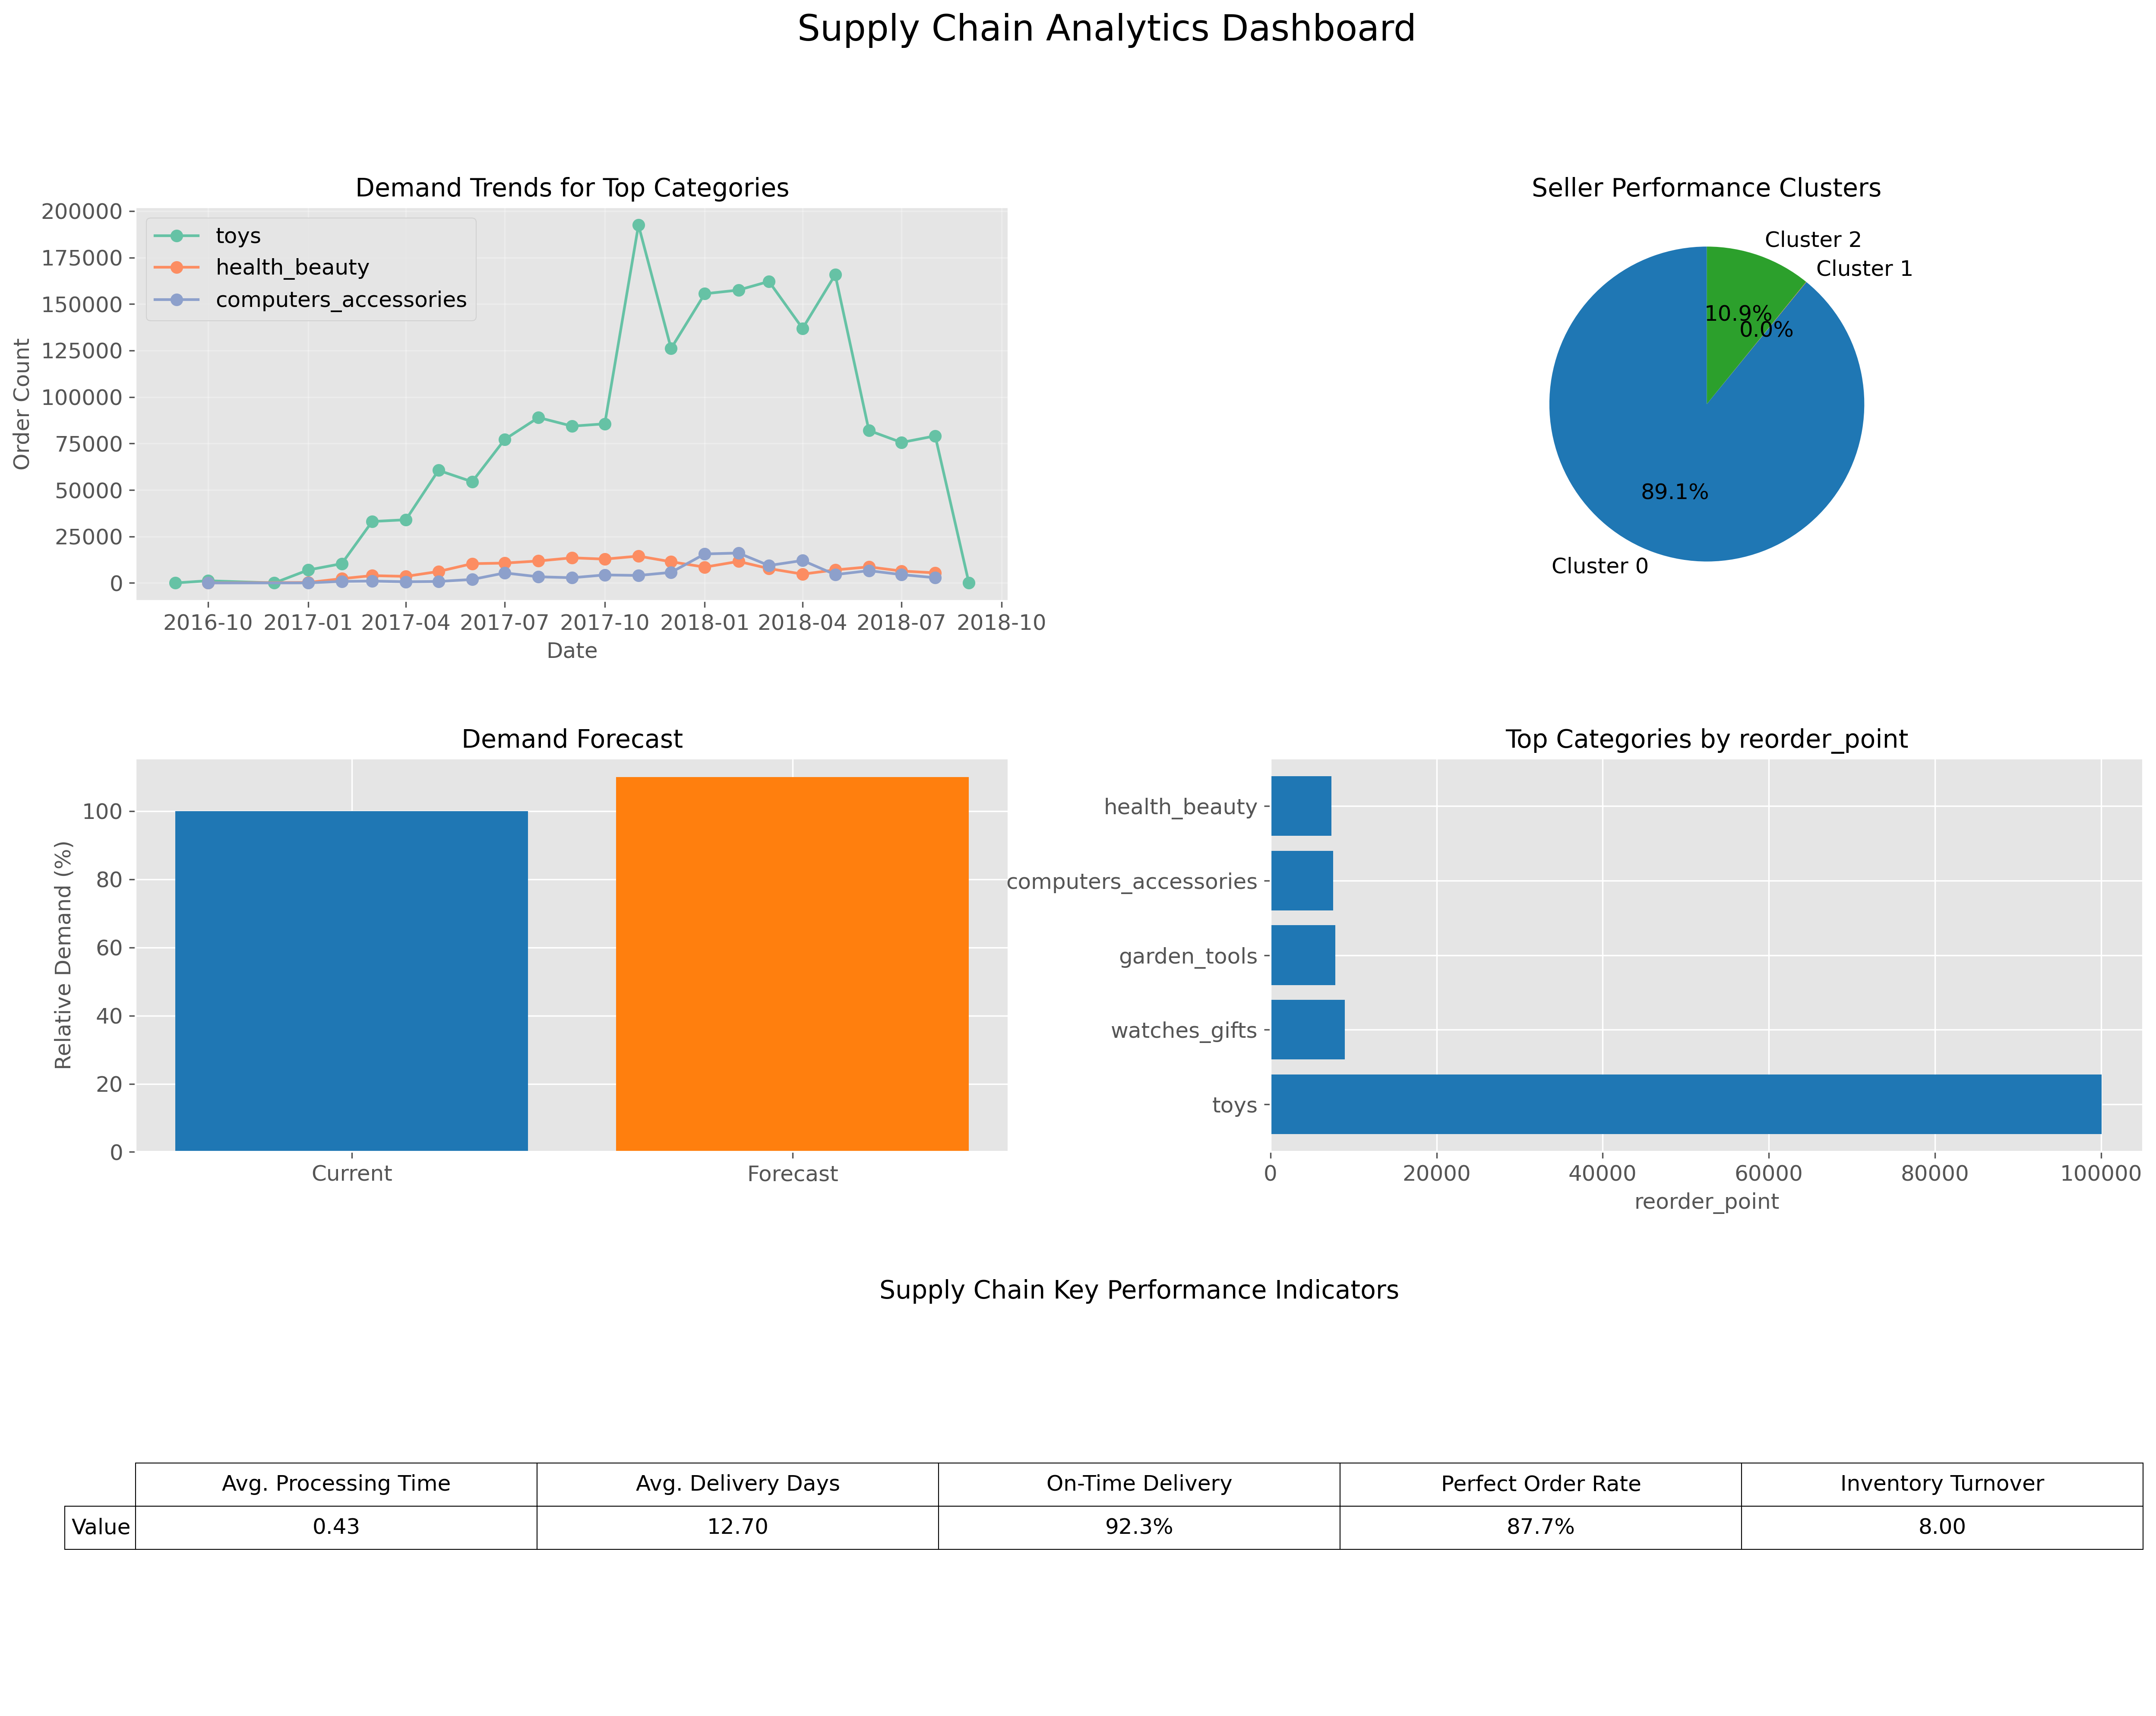 Supply Chain Analytics Dashboard
Demand Trends for Top Categories
200000
175000
150000
125000
100000
75000
50000
25000
0
Order Count
toys
health_beauty
computers_accessories
2016-10 2017-01 2017-04 2017-07 2017-10 2018-01 2018-04 2018-07 2018-10
Date
Seller Performance Clusters
Cluster 2
Cluster 1
10.9%
0.0%
89.1%
Cluster 0
Demand Forecast
100
80
60
40
20
0
Relative Demand (%)
Current Forecast
Top Categories by reorder_point
health_beauty
computers_accessories
garden_tools
watches_gifts
toys
0 20000 40000 60000 80000 100000
reorder_point
Supply Chain Key Performance Indicators
Avg. Processing Time Avg. Delivery Days On-Time Delivery Perfect Order Rate Inventory Turnover
Value 0.43 12.70 92.3% 87.7% 8.00